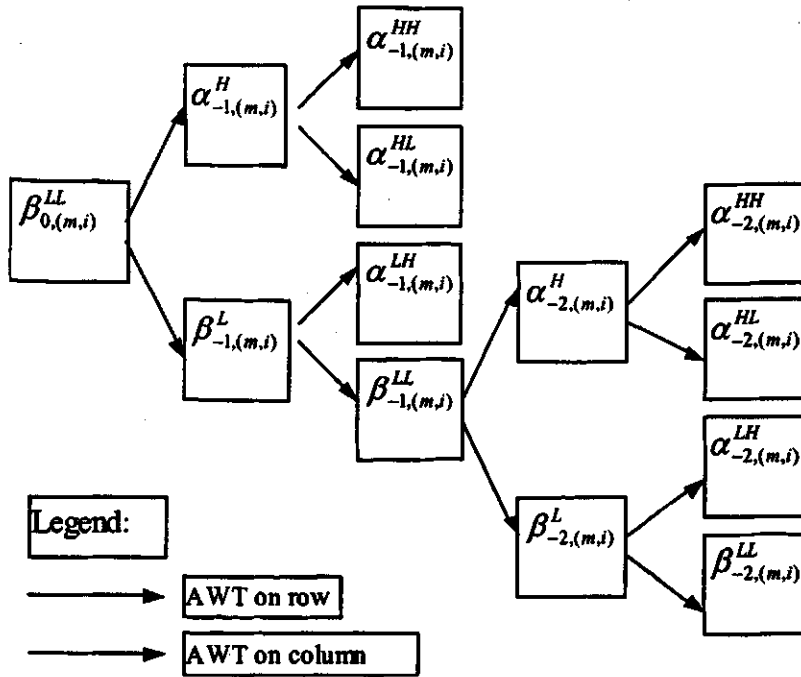 β^{LL}_{0,(m,i)}
α^{H}_{-1,(m,i)}
β^{L}_{-1,(m,i)}
α^{HH}_{-1,(m,i)}
α^{HL}_{-1,(m,i)}
α^{LH}_{-1,(m,i)}
β^{LL}_{-1,(m,i)}
α^{H}_{-2,(m,i)}
β^{L}_{-2,(m,i)}
α^{HH}_{-2,(m,i)}
α^{HL}_{-2,(m,i)}
α^{LH}_{-2,(m,i)}
β^{LL}_{-2,(m,i)}
Legend:
AWT on row
AWT on column